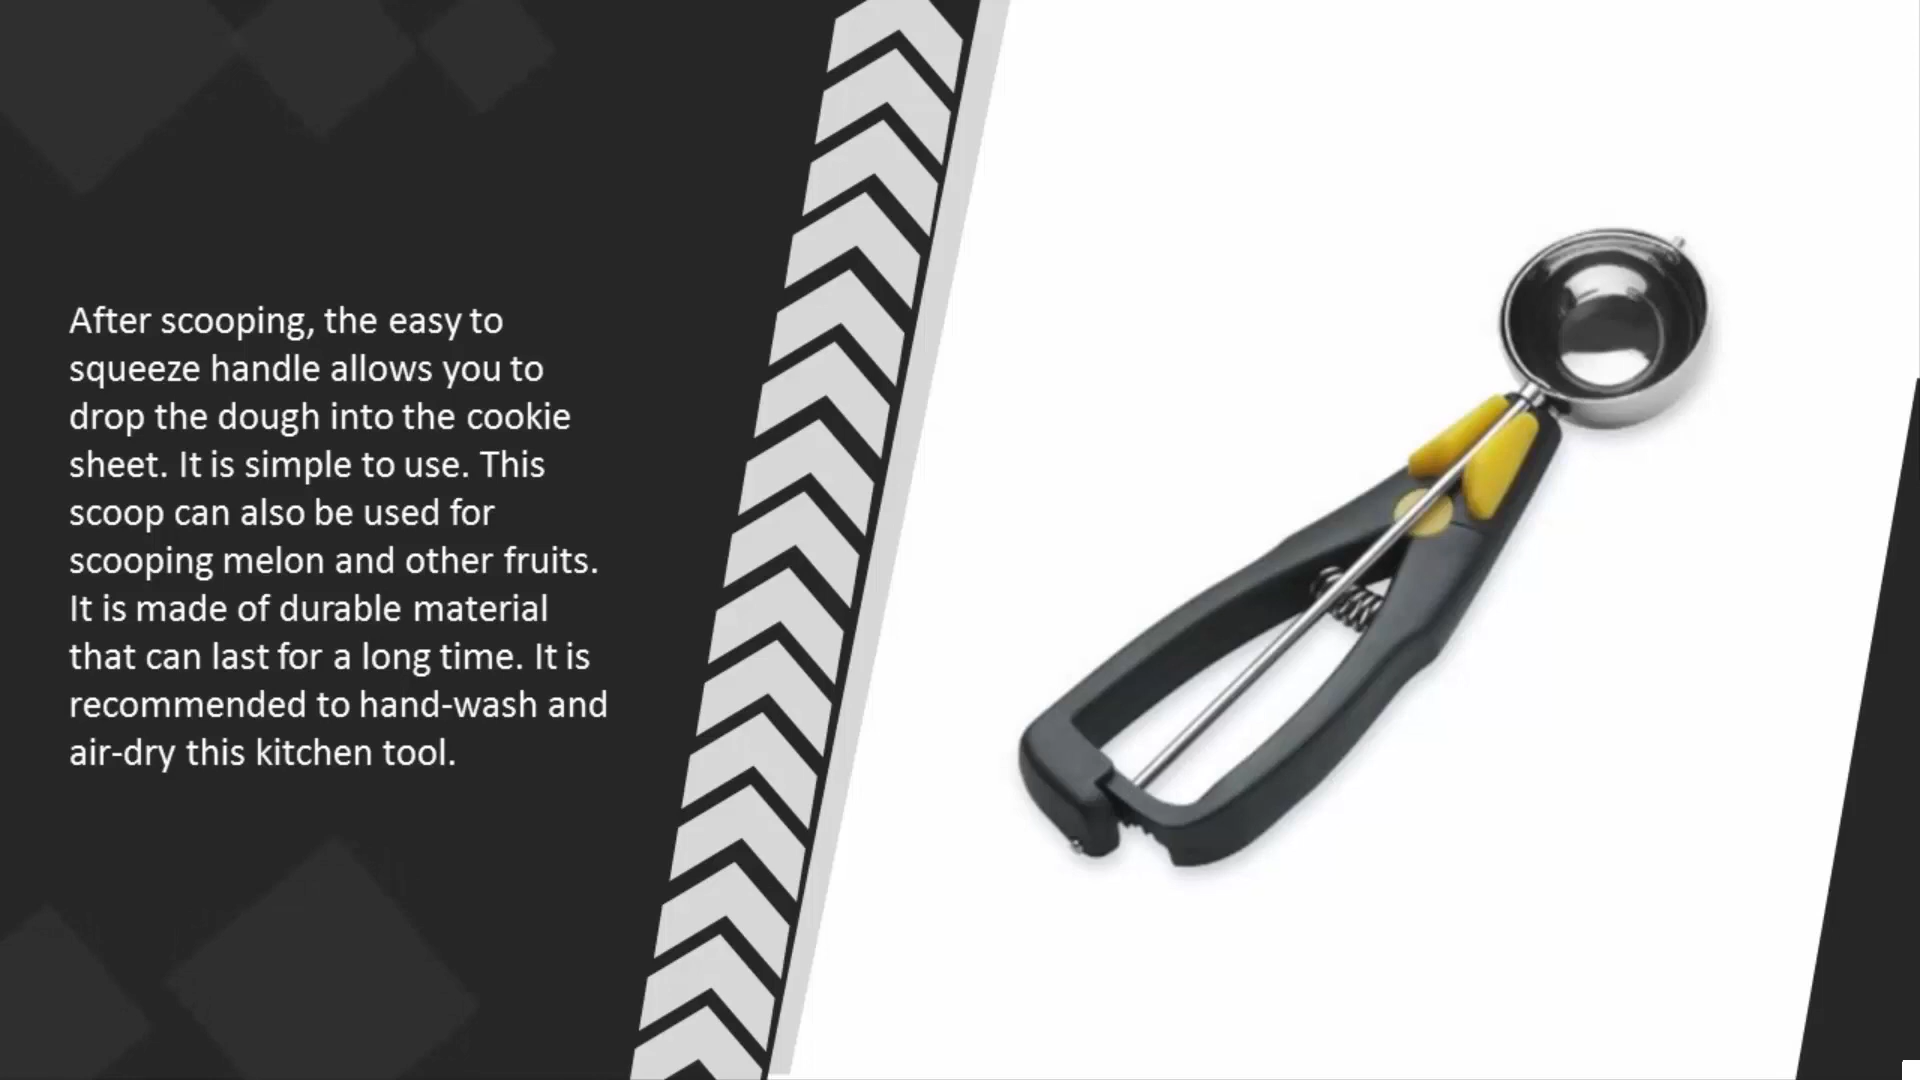 After scooping, the easy to
squeeze handle allows you to
drop the dough into the cookie
sheet. It is simple to use. This
scoop can also be used for
scooping melon and other fruits.
It is made of durable material
that can last for a long time. It is
recommended to hand-wash and
air-dry this kitchen tool.